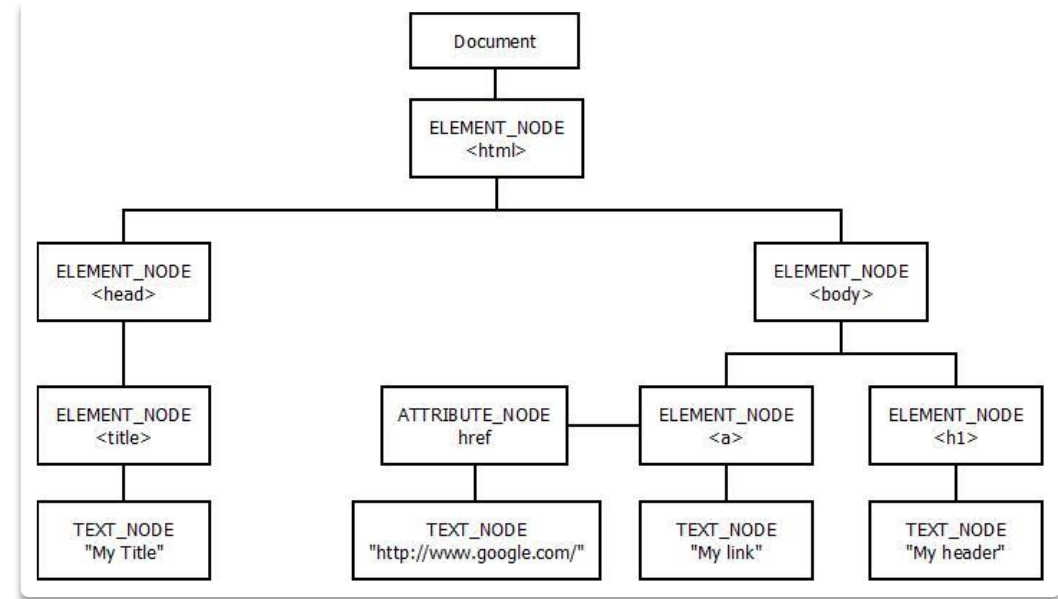 Document
ELEMENT_NODE
<html>
ELEMENT_NODE
<head>
ELEMENT_NODE
<body>
ELEMENT_NODE
<title>
ATTRIBUTE_NODE
href
ELEMENT_NODE
<a>
ELEMENT_NODE
<h1>
TEXT_NODE
"My Title"
TEXT_NODE
"http://www.google.com/"
TEXT_NODE
"My link"
TEXT_NODE
"My header"